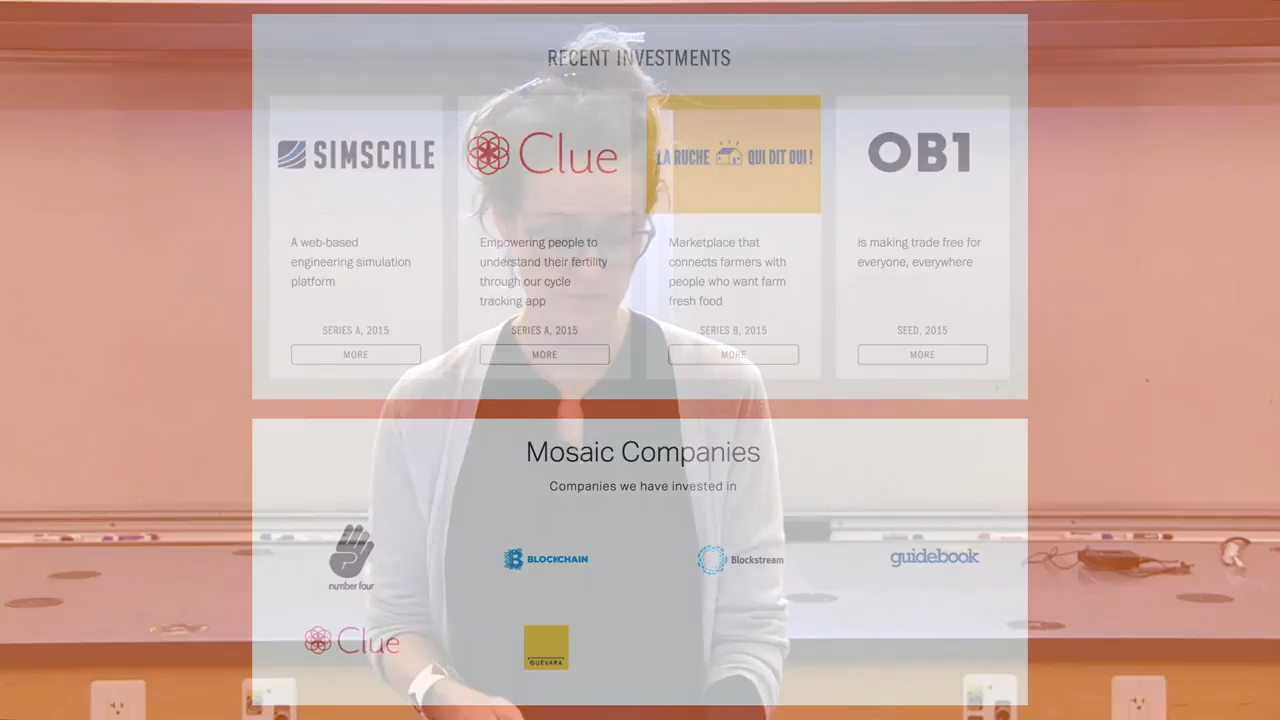 RECENT INVESTMENTS
SIMSCALE
Clue
LA RUCHE QUI DIT OUI !
OB1
A web-based
engineering simulation
platform
Empowering people to
understand their fertility
through our cycle
tracking app
Marketplace that
connects farmers with
people who want farm
fresh food
is making trade free for
everyone, everywhere
SERIES A, 2015
SERIES A, 2015
SERIES B, 2015
SEED, 2015
MORE
MORE
MORE
MORE
Mosaic Companies
Companies we have invested in
number four
BLOCKCHAIN
Blockstream
guidebook
Clue
GUEVARA